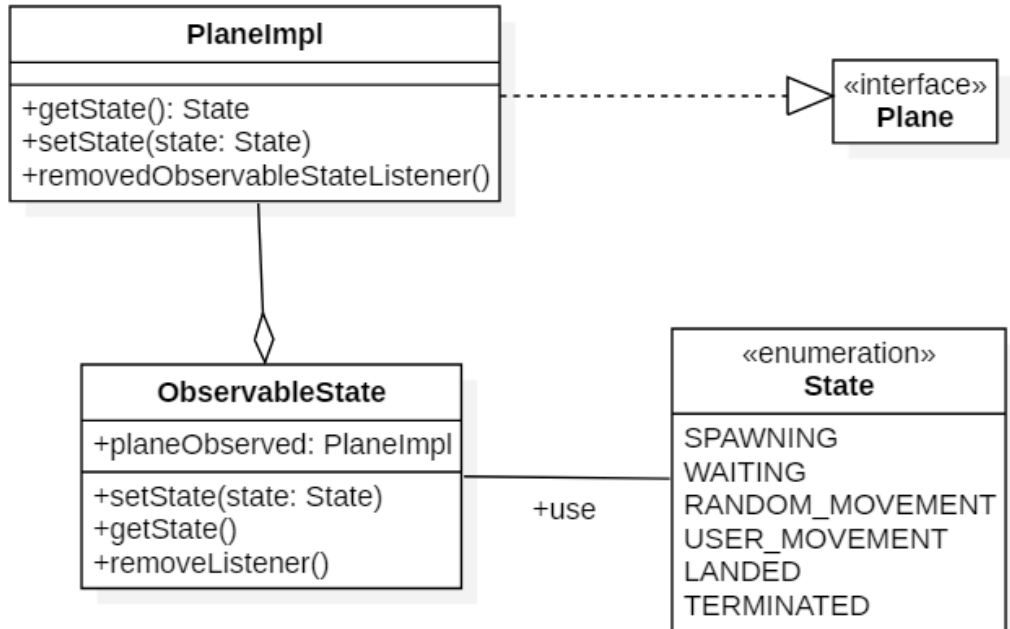 PlaneImpl
+getState(): State
+setState(state: State)
+removedObservableStateListener()
«interface»
Plane
ObservableState
+planeObserved: PlaneImpl
+setState(state: State)
+getState()
+removeListener()
+use
«enumeration»
State
SPAWNING
WAITING
RANDOM_MOVEMENT
USER_MOVEMENT
LANDED
TERMINATED